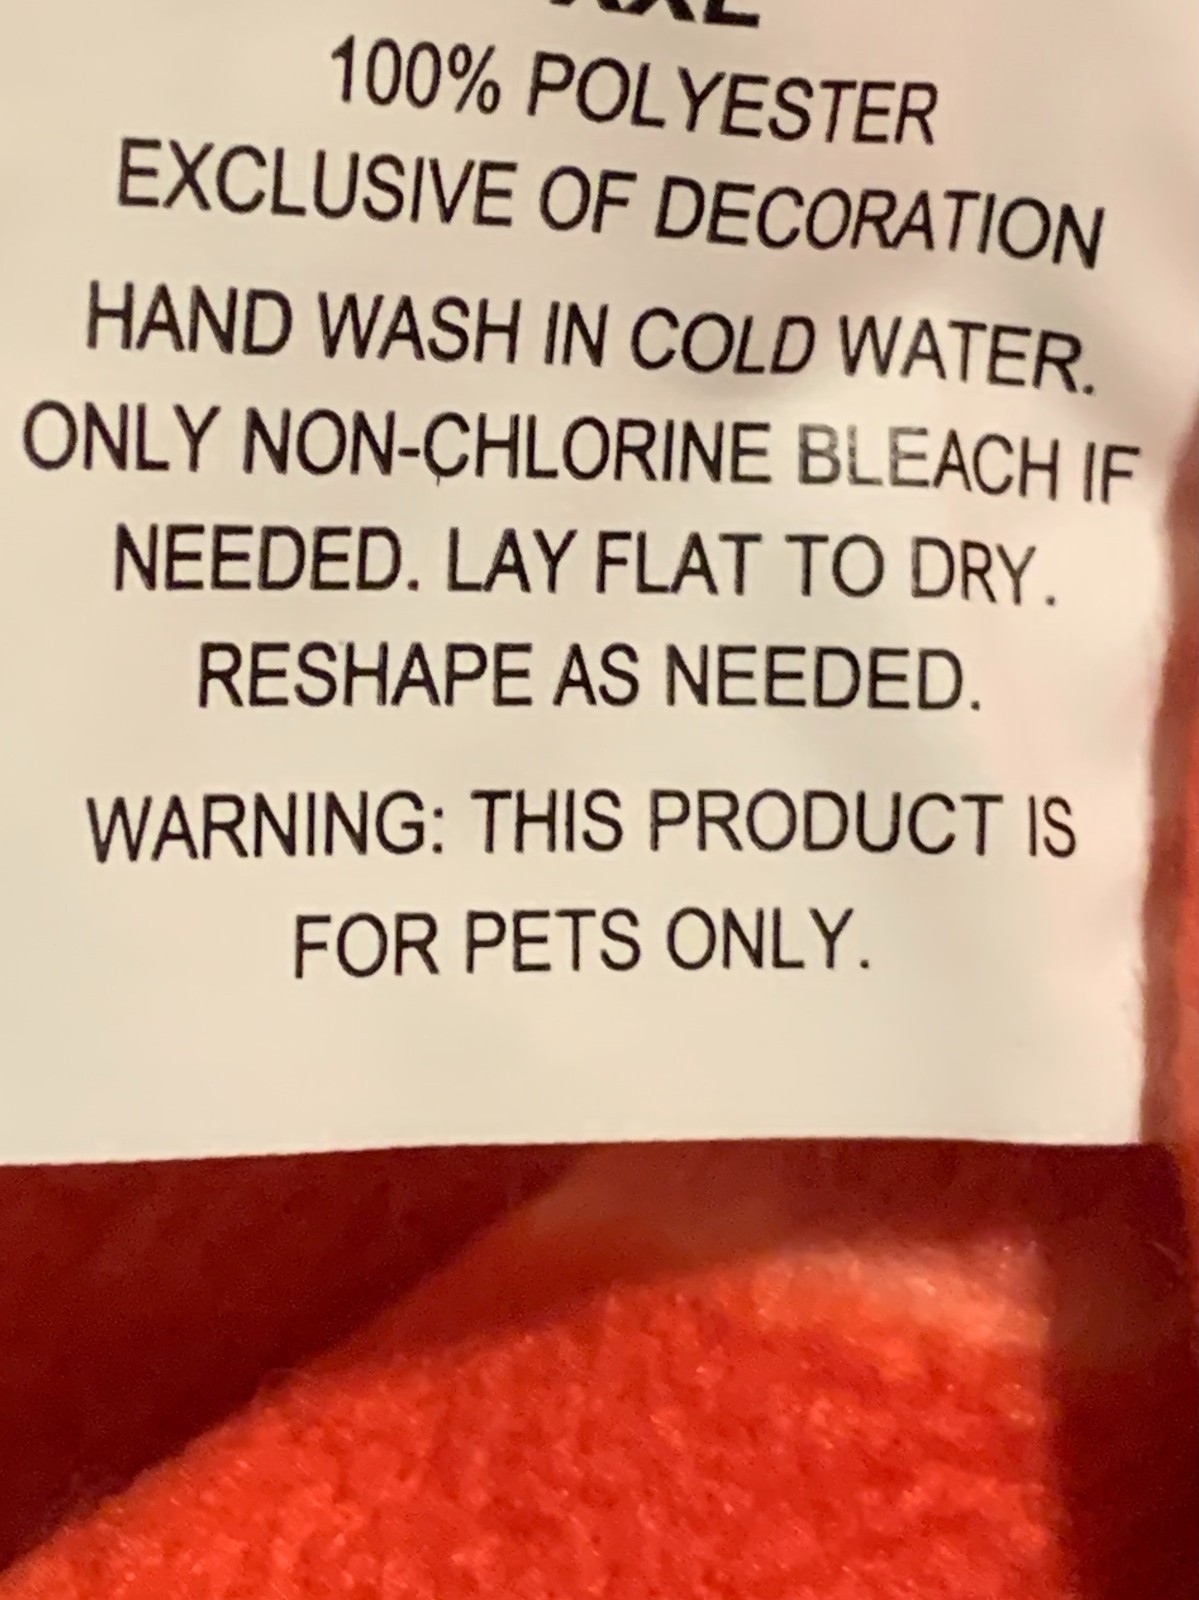 XXL
100% POLYESTER
EXCLUSIVE OF DECORATION
HAND WASH IN COLD WATER.
ONLY NON-CHLORINE BLEACH IF
NEEDED. LAY FLAT TO DRY.
RESHAPE AS NEEDED.
WARNING: THIS PRODUCT IS
FOR PETS ONLY.